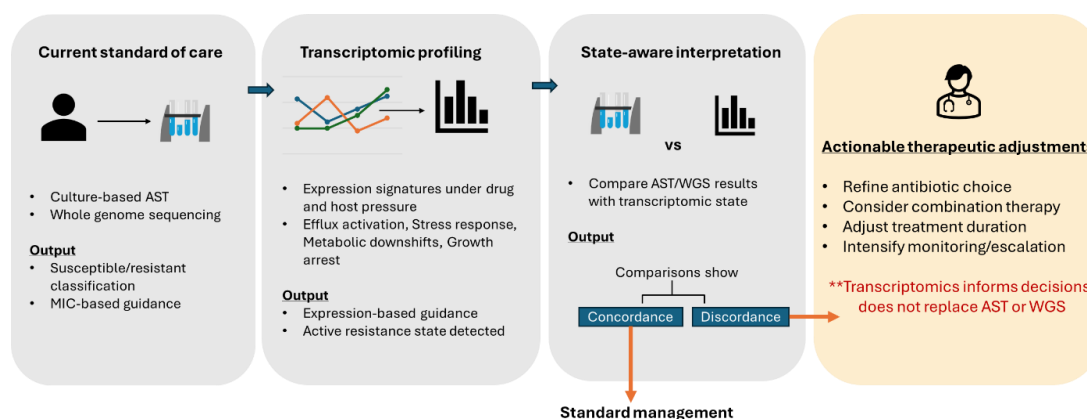 Current standard of care
• Culture-based AST
• Whole genome sequencing
Output
• Susceptible/resistant
classification
• MIC-based guidance
Transcriptomic profiling
• Expression signatures under drug
and host pressure
• Efflux activation, Stress response,
Metabolic downshifts, Growth
arrest
Output
• Expression-based guidance
• Active resistance state detected
State-aware interpretation
vs
• Compare AST/WGS results
with transcriptomic state
Output
Comparisons show
Concordance
Discordance
Standard management
Actionable therapeutic adjustment
• Refine antibiotic choice
• Consider combination therapy
• Adjust treatment duration
• Intensify monitoring/escalation
**Transcriptomics informs decisions
does not replace AST or WGS